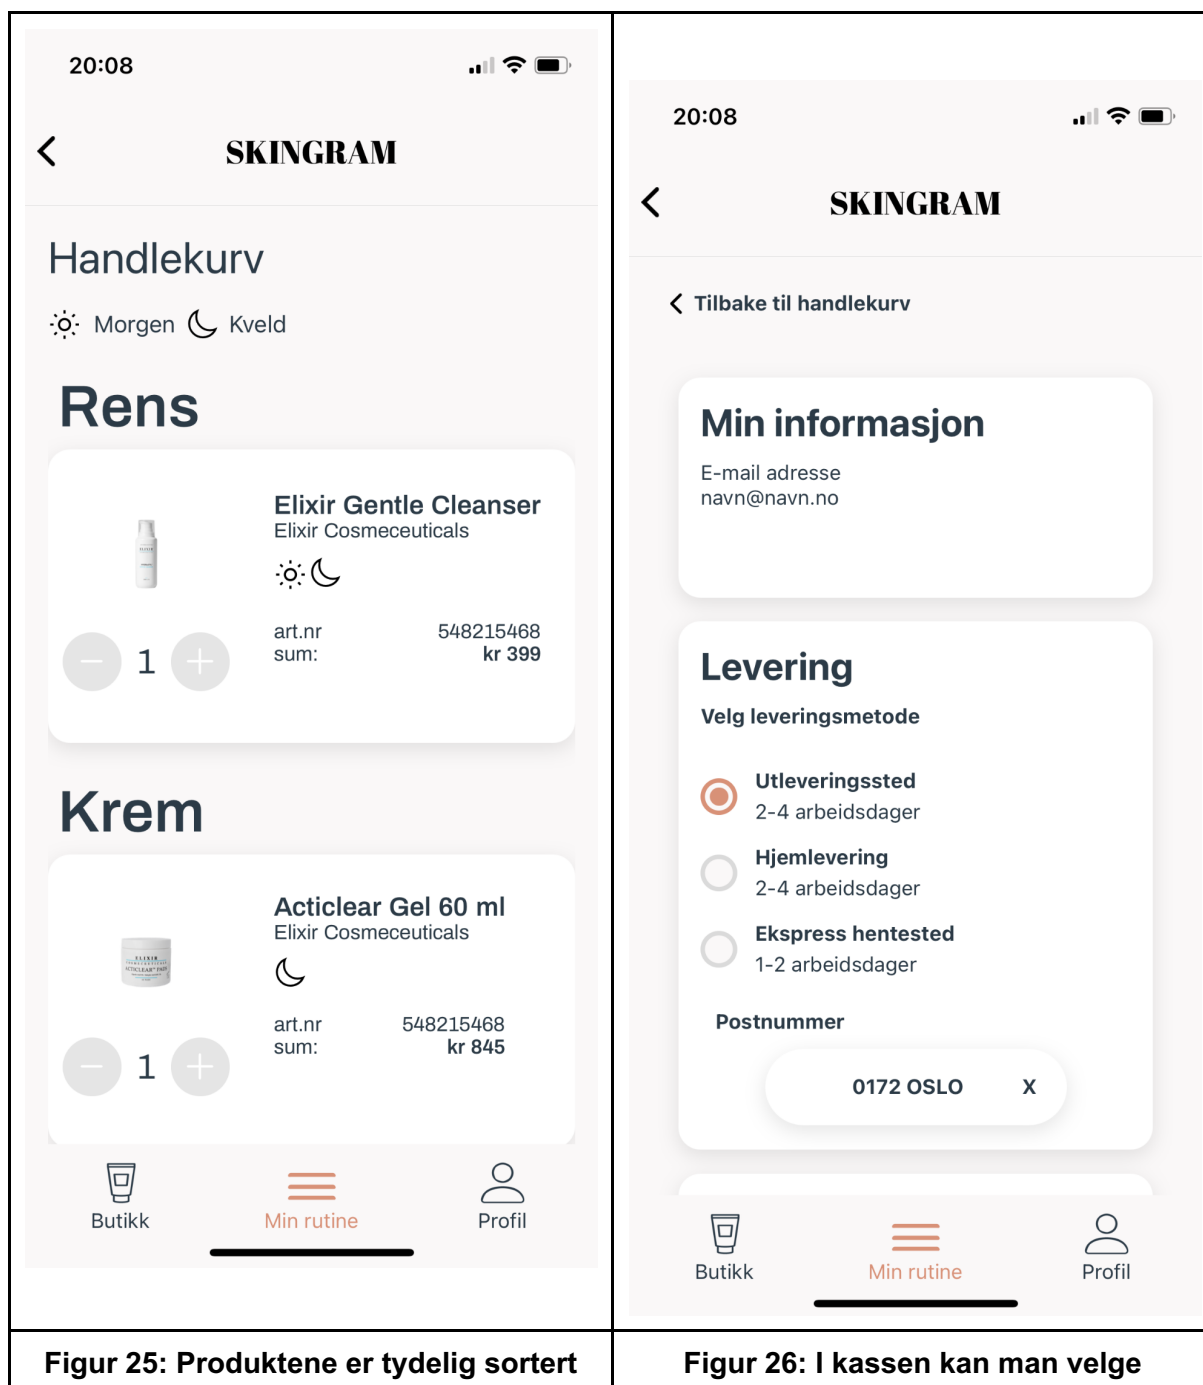 20:08
SKINGRAM
Handlekurv
Morgen Kveld
Rens
Elixir Gentle Cleanser
Elixir Cosmeceuticals
art.nr 548215468
1
sum: kr 399
Krem
Acticlear Gel 60 ml
Elixir Cosmeceuticals
ELIXIR
art.nr 548215468
1
sum: kr 845
Butikk Min rutine Profil
Figur 25: Produktene er tydelig sortert
20:08
SKINGRAM
Tilbake til handlekurv
Min informasjon
E-mail adresse
navn@navn.no
Levering
Velg leveringsmetode
Utleveringssted
2-4 arbeidsdager
Hjemlevering
2-4 arbeidsdager
Ekspress hentested
1-2 arbeidsdager
Postnummer
0172 OSLO X
Butikk Min rutine Profil
Figur 26: I kassen kan man velge